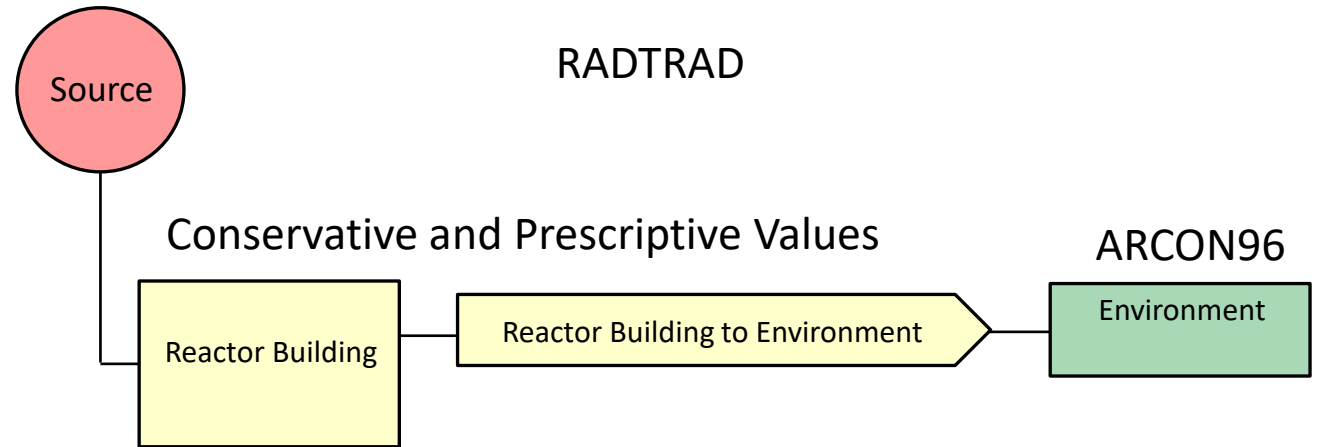 RADTRAD
Source
Conservative and Prescriptive Values
ARCON96
Reactor Building
Reactor Building to Environment
Environment